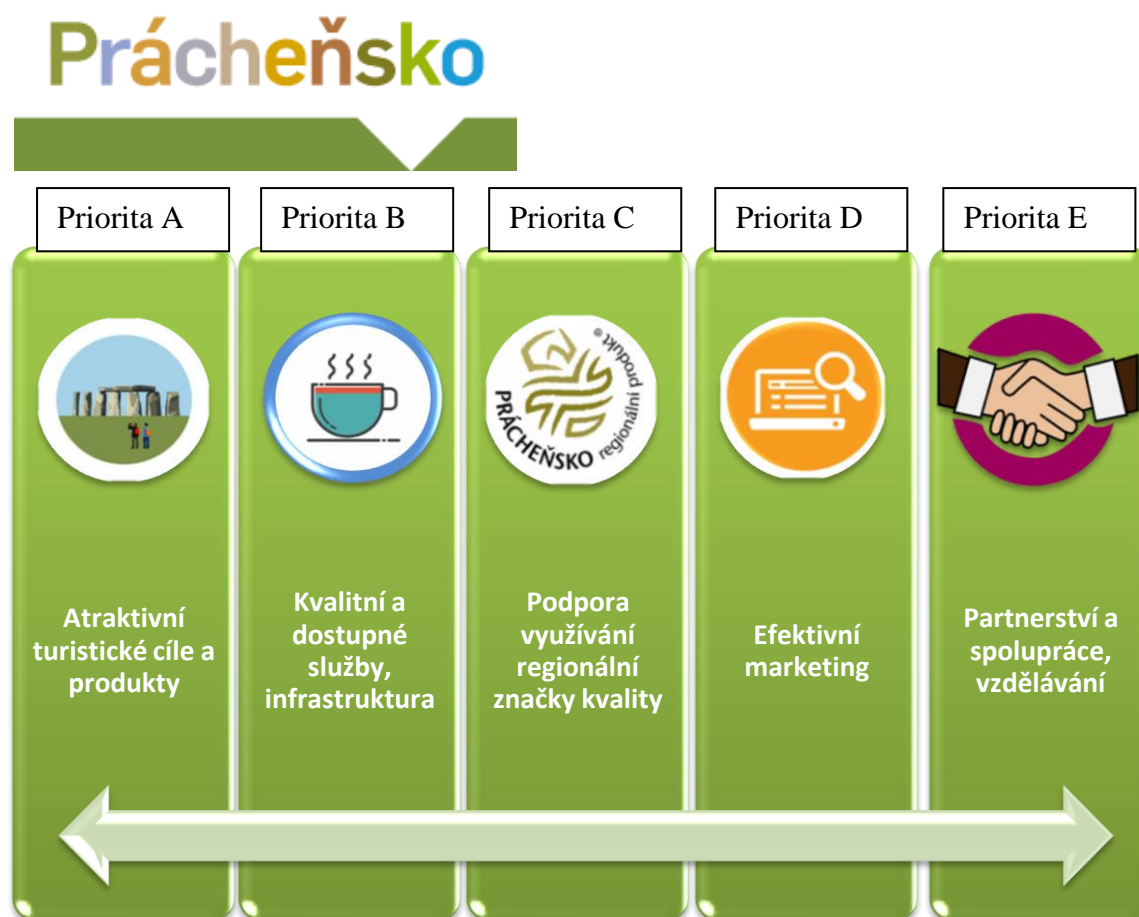 Prácheňsko
Priorita A
Priorita B
Priorita C
Priorita D
Priorita E
PRÁCHEŇSKO regionální produkt®
Atraktivní
turistické cíle a
produkty
Kvalitní a
dostupné
služby,
infrastruktura
Podpora
využívání
regionální
značky kvality
Efektivní
marketing
Partnerství a
spolupráce,
vzdělávání